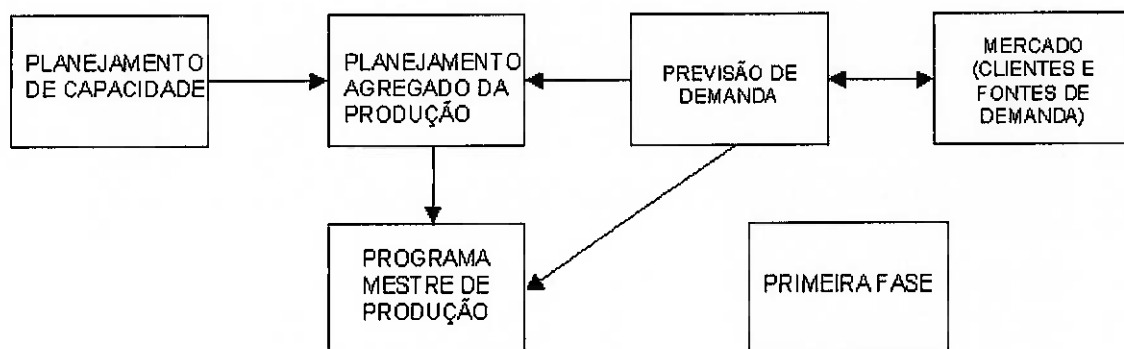 PLANEJAMENTO
DE CAPACIDADE
PLANEJAMENTO
AGREGADO DA
PRODUÇÃO
PREVISÃO DE
DEMANDA
MERCADO
(CLIENTES E
FONTES DE
DEMANDA)
PROGRAMA
MESTRE DE
PRODUÇÃO
PRIMEIRA FASE